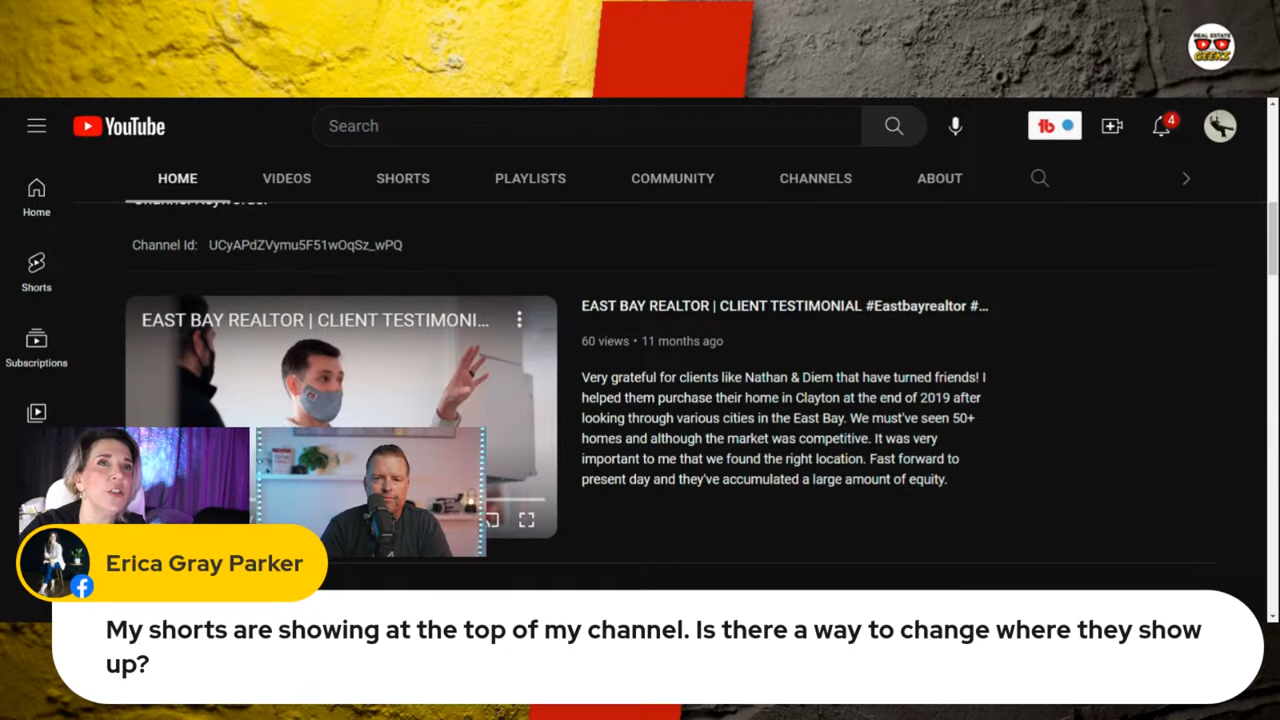 REAL ESTATE
GEEKS
YouTube
Search
4
HOME
VIDEOS
SHORTS
PLAYLISTS
COMMUNITY
CHANNELS
ABOUT
Home
Shorts
Subscriptions
Channel Id: UCyAPdZVymu5F51wOqSz_wPQ
EAST BAY REALTOR | CLIENT TESTIMONI...
EAST BAY REALTOR | CLIENT TESTIMONIAL #Eastbayrealtor #...
60 views • 11 months ago
Very grateful for clients like Nathan & Diem that have turned friends! I
helped them purchase their home in Clayton at the end of 2019 after
looking through various cities in the East Bay. We must've seen 50+
homes and although the market was competitive. It was very
important to me that we found the right location. Fast forward to
present day and they've accumulated a large amount of equity.
Erica Gray Parker
My shorts are showing at the top of my channel. Is there a way to change where they show
up?